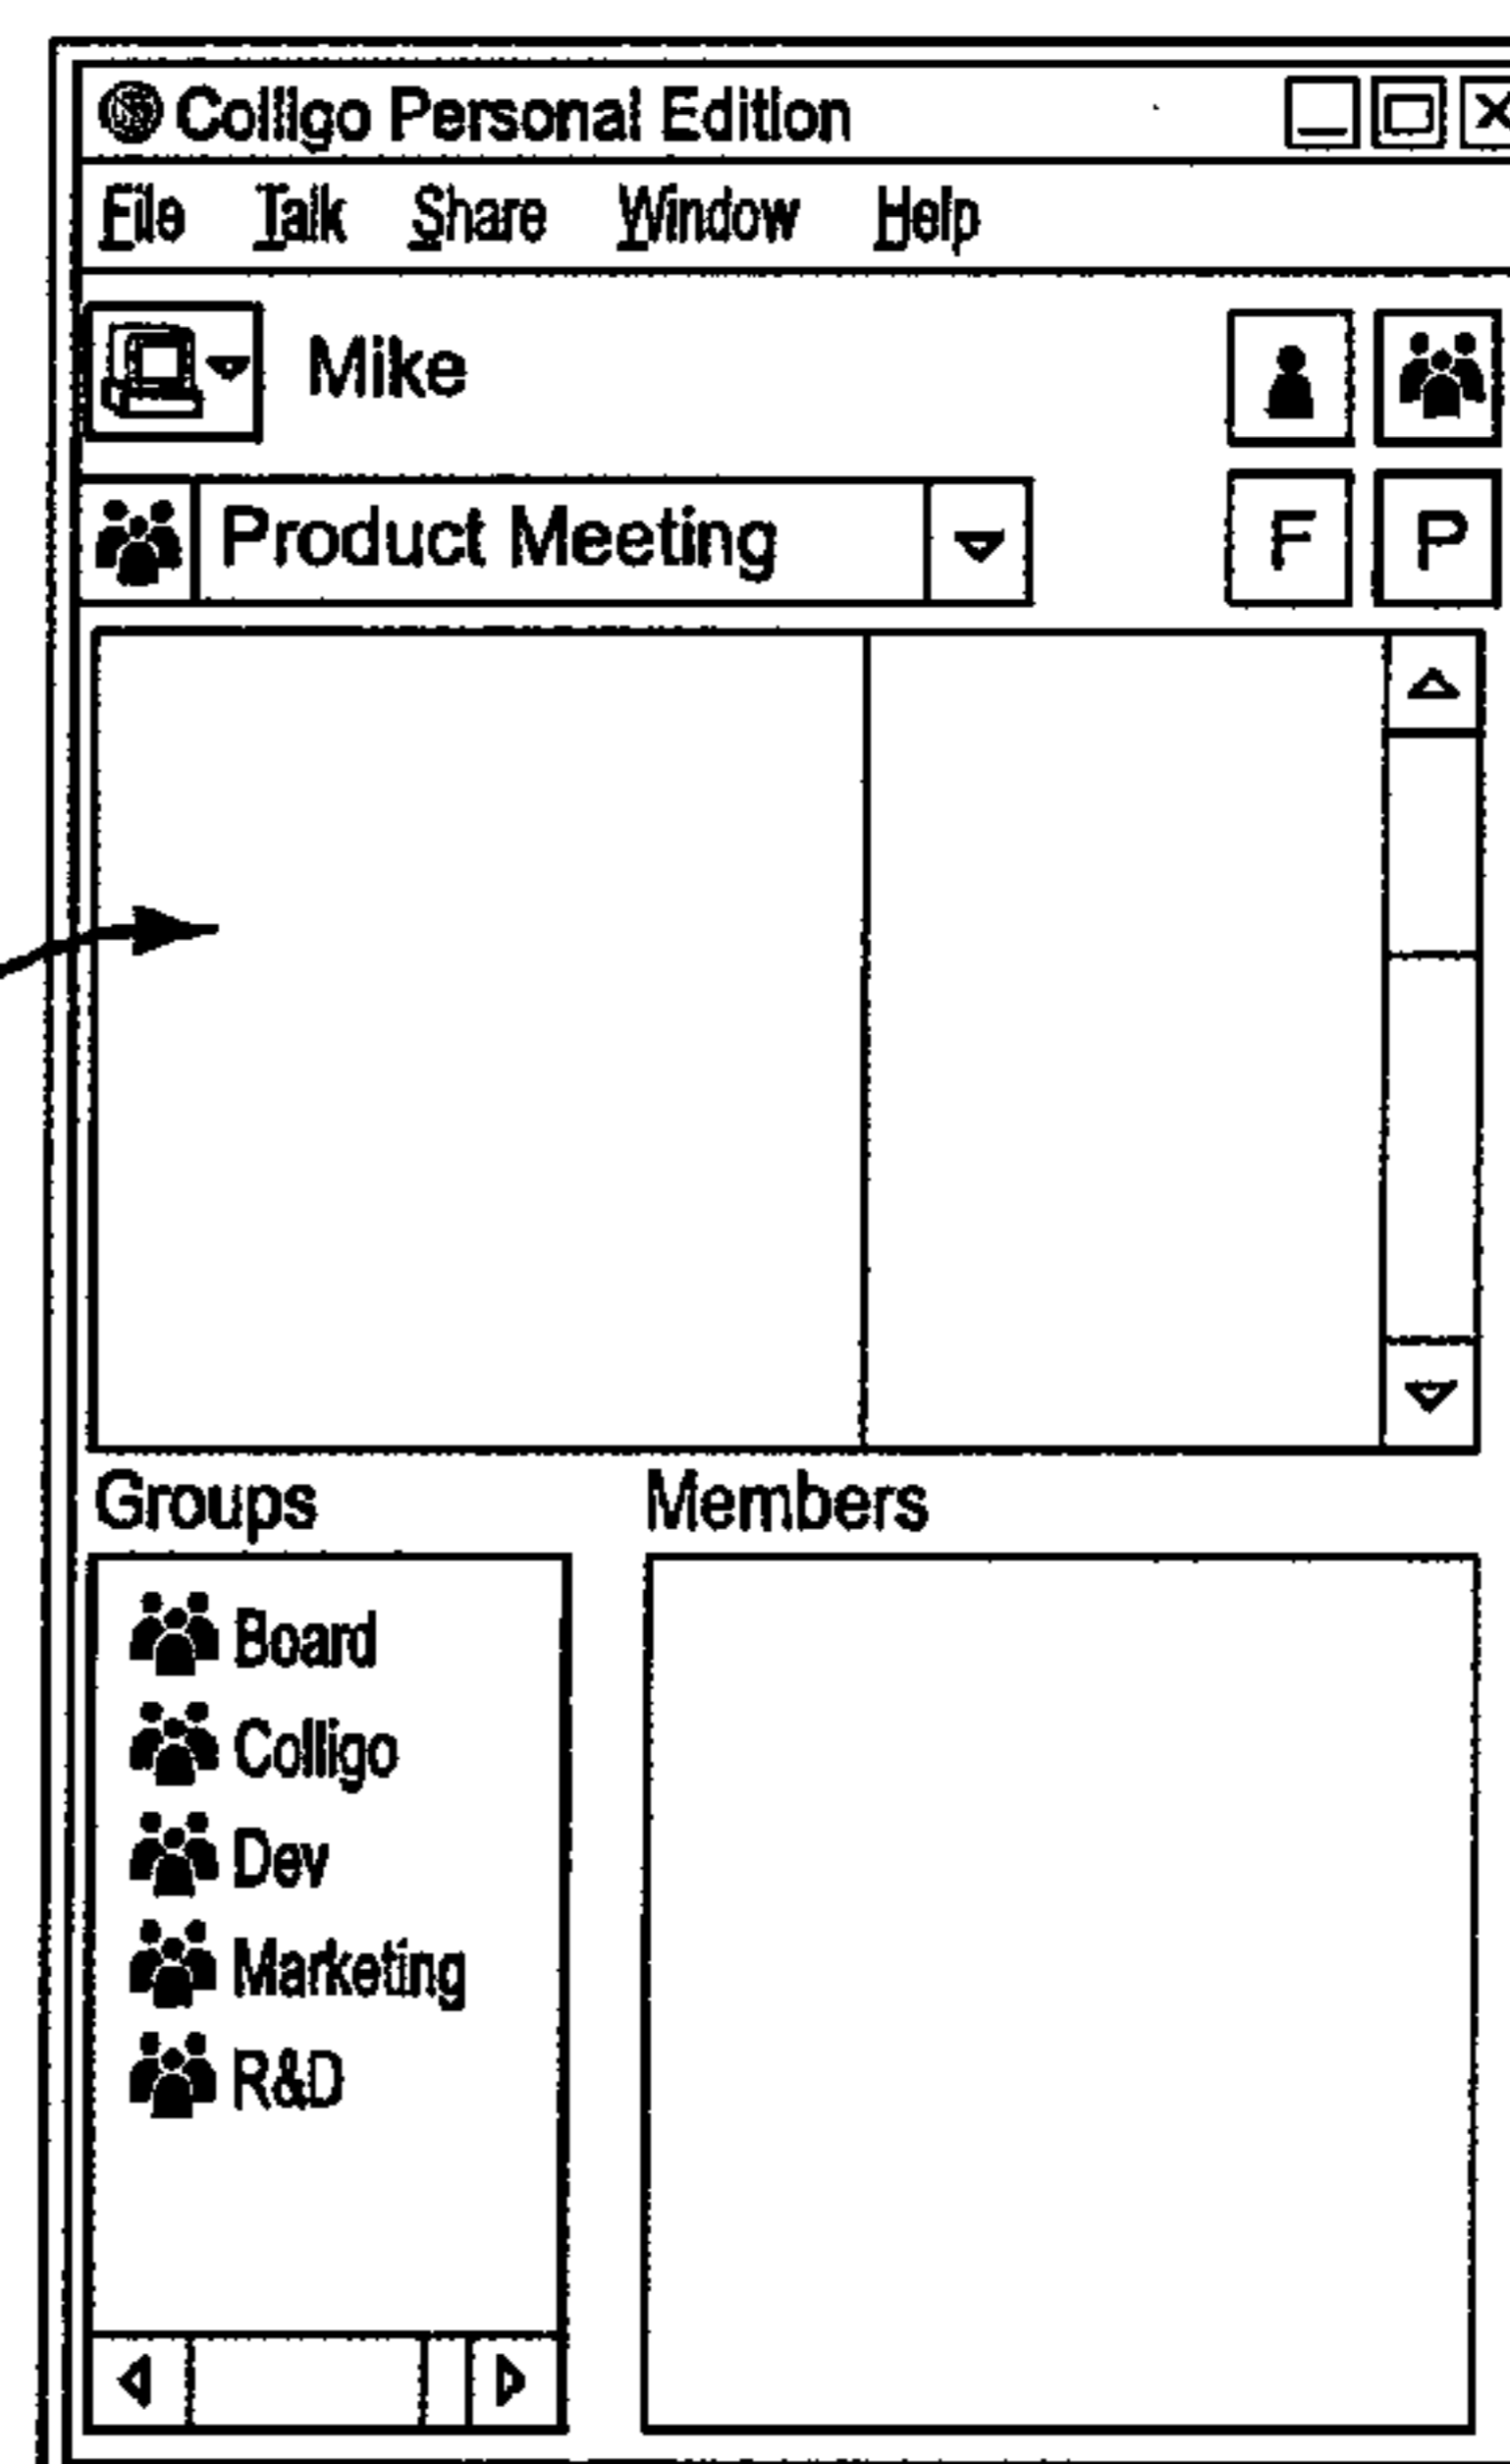 Colligo Personal Edition
File Talk Share Window Help
Mike
Product Meeting
F P
Groups Members
Board
Colligo
Dev
Marketing
R&D